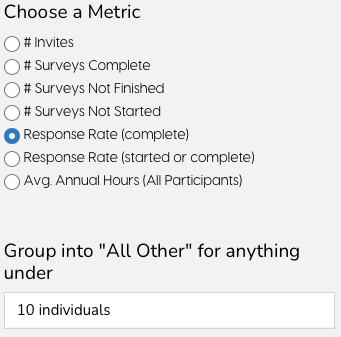 Choose a Metric
# Invites
# Surveys Complete
# Surveys Not Finished
# Surveys Not Started
Response Rate (complete)
Response Rate (started or complete)
Avg. Annual Hours (All Participants)
Group into "All Other" for anything
under
10 individuals